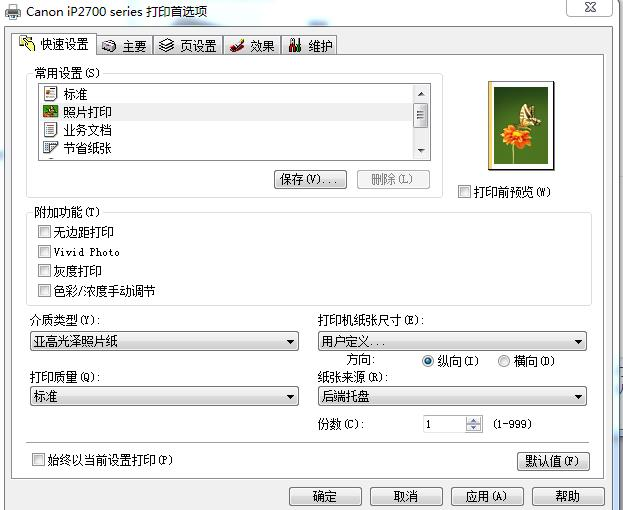 Canon iP2700 series 打印首选项
快速设置 主要 页设置 效果 维护
常用设置(S)
标准
照片打印
业务文档
节省纸张
保存(V)... 删除(L)
打印前预览(W)
附加功能(T)
无边距打印
Vivid Photo
灰度打印
色彩/浓度手动调节
介质类型(Y): 打印机纸张尺寸(E):
亚高光泽照片纸 用户定义...
方向: 纵向(I) 横向(D)
打印质量(Q): 纸张来源(R):
标准 后端托盘
份数(C): 1 (1-999)
始终以当前设置打印(P) 默认值(F)
确定 取消 应用(A) 帮助